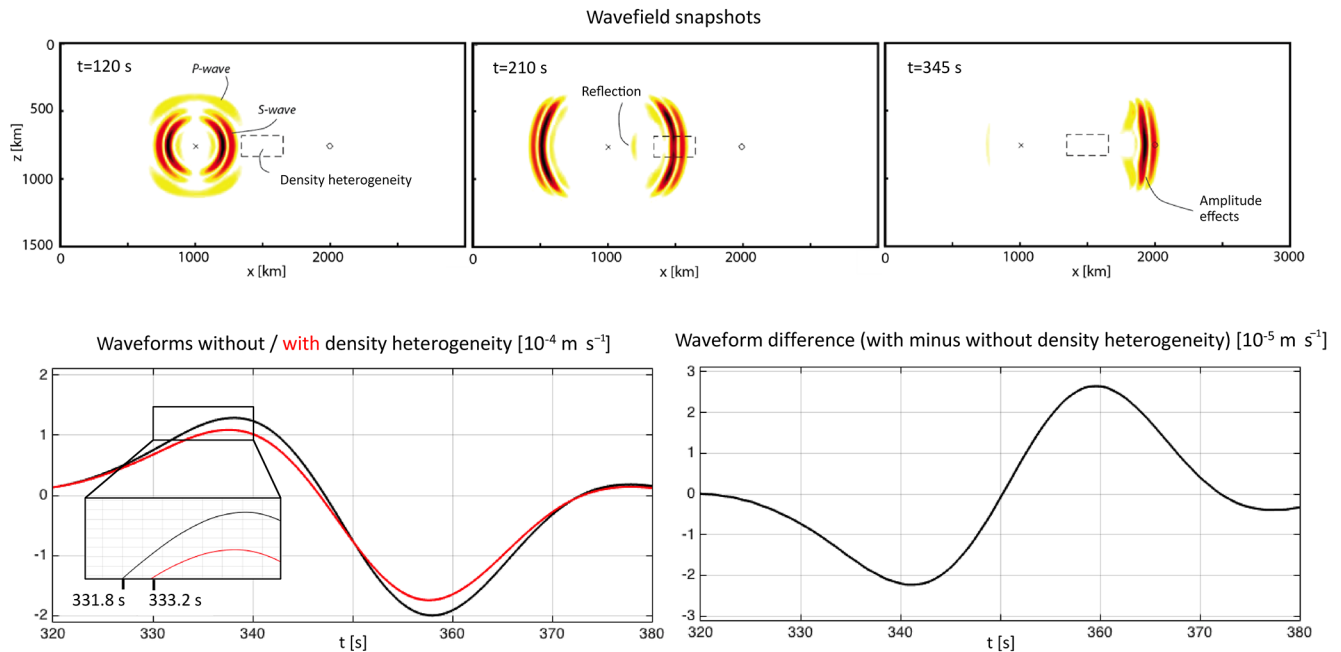 Wavefield snapshots
t=120 s
P-wave
S-wave
Density heterogeneity
t=210 s
Reflection
t=345 s
Amplitude
effects
0
500
1000
1500
z [km]
0
1000
2000
x [km]
0
1000
2000
x [km]
0
1000
2000
3000
x [km]
Waveforms without / with density heterogeneity [10⁻⁴ m s⁻¹]
2
1
0
-1
-2
331.8 s
333.2 s
320
330
340
350
360
370
380
t [s]
Waveform difference (with minus without density heterogeneity) [10⁻⁵ m s⁻¹]
3
2
1
0
-1
-2
-3
320
330
340
350
360
370
380
t [s]